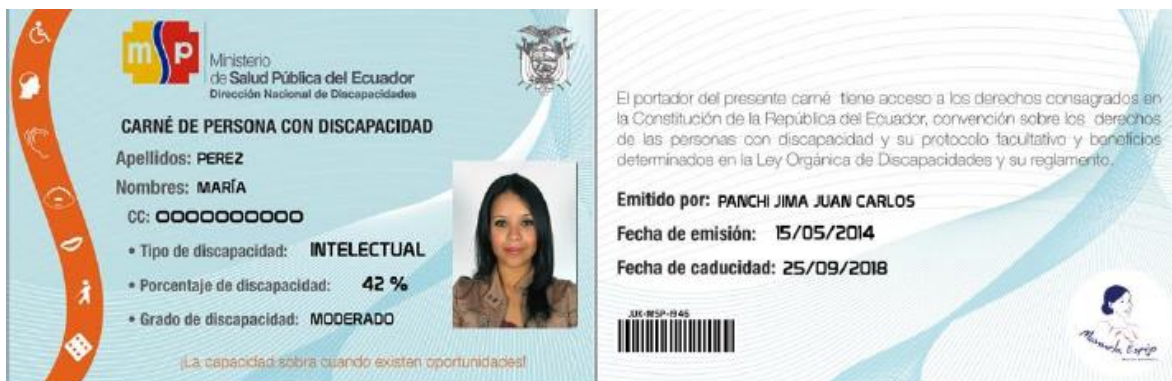 msp
Ministerio
de Salud Pública del Ecuador
Dirección Nacional de Discapacidades
CARNÉ DE PERSONA CON DISCAPACIDAD
Apellidos: PEREZ
Nombres: MARÍA
CC: 0000000000
• Tipo de discapacidad: INTELECTUAL
• Porcentaje de discapacidad: 42 %
• Grado de discapacidad: MODERADO
¡La capacidad sobra cuando existen oportunidades!
El portador del presente carné tiene acceso a los derechos consagrados en
la Constitución de la República del Ecuador, convención sobre los derechos
de las personas con discapacidad y su protocolo facultativo y beneficios
determinados en la Ley Orgánica de Discapacidades y su reglamento.
Emitido por: PANCHI JIMA JUAN CARLOS
Fecha de emisión: 15/05/2014
Fecha de caducidad: 25/09/2018
Manuela Espejo